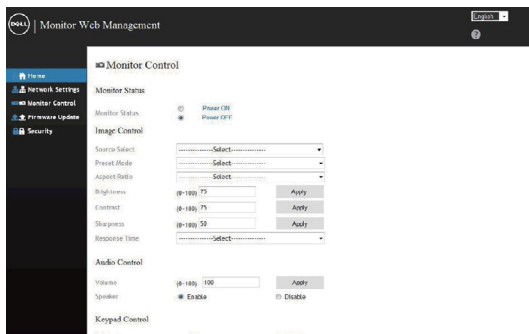 DELL | Monitor Web Management
English
Home
Network Settings
Monitor Control
Firmware Update
Security
Monitor Control
Monitor Status
Monitor Status Power ON
Power OFF
Image Control
Source Select ---------------Select---------------
Preset Mode ---------------Select---------------
Aspect Ratio ---------------Select---------------
Brightness (0~100) 75 Apply
Contrast (0~100) 75 Apply
Sharpness (0~100) 50 Apply
Response Time ---------------Select---------------
Audio Control
Volume (0~100) 100 Apply
Speaker Enable Disable
Keypad Control